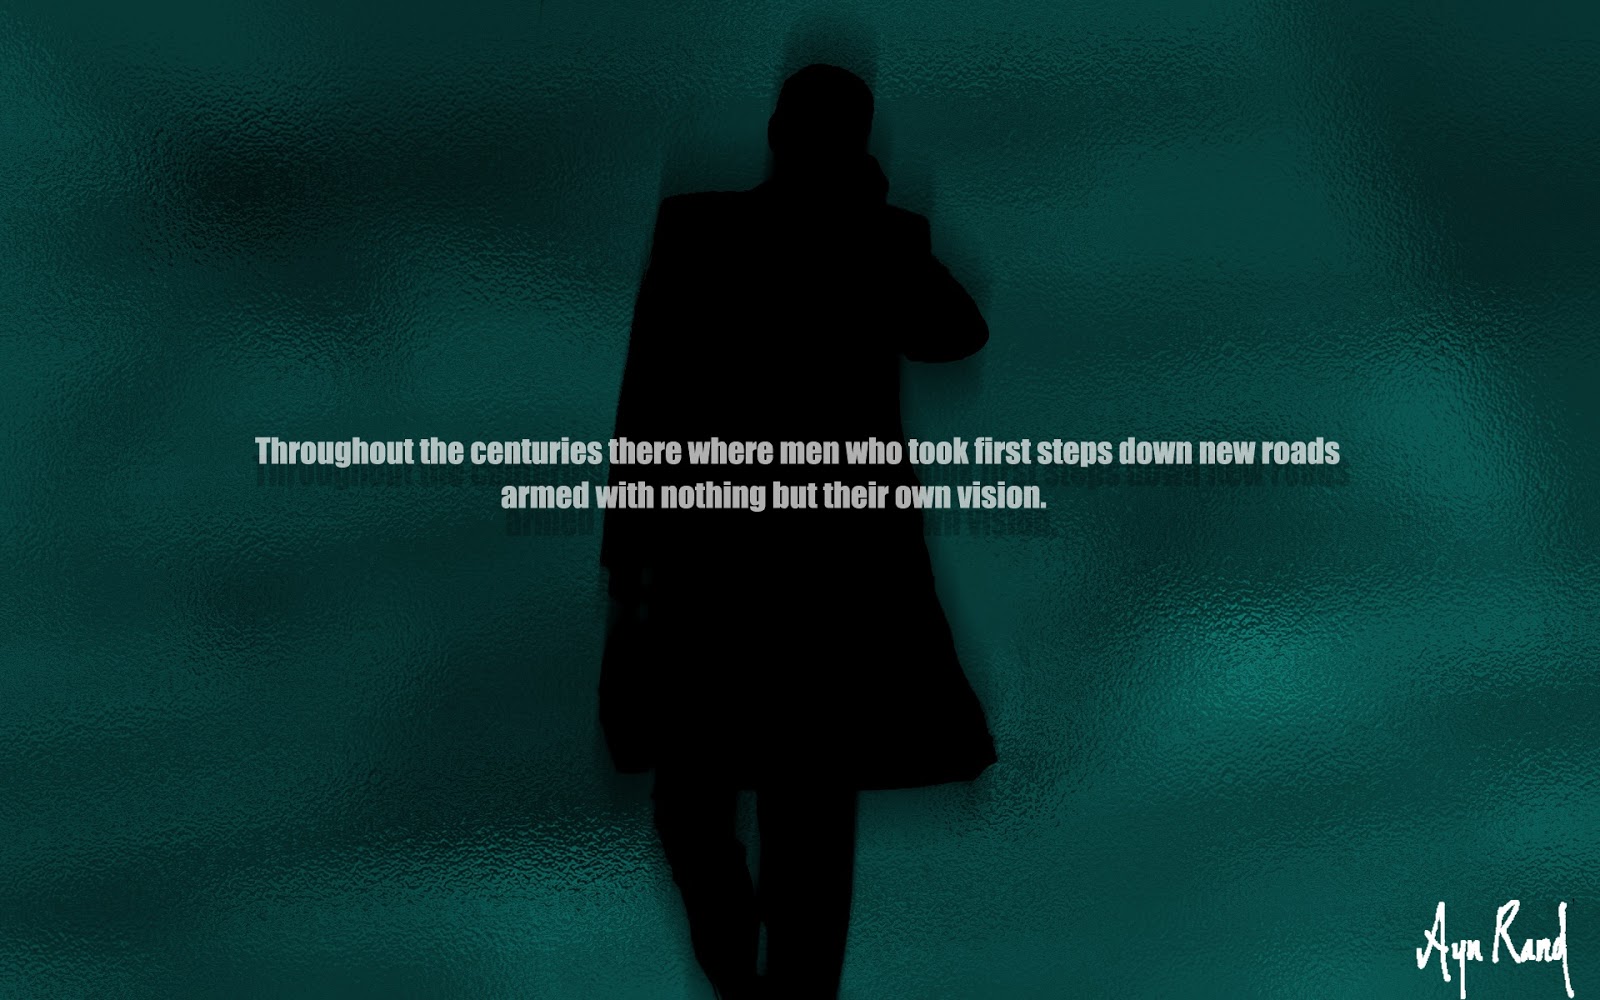 Throughout the centuries there where men who took first steps down new roads
armed with nothing but their own vision.
Ayn Rand